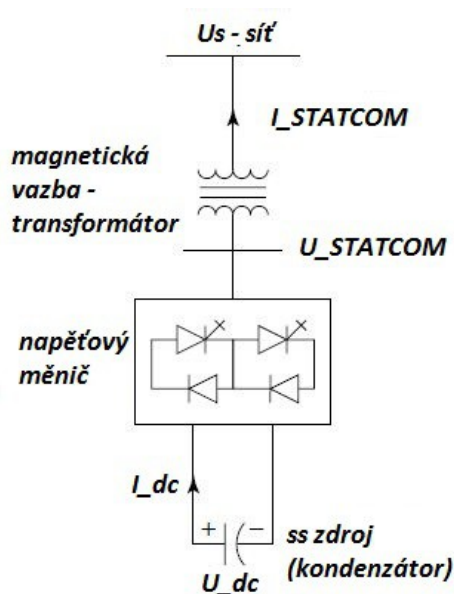 Us - síť
I_STATCOM
magnetická
vazba -
transformátor
U_STATCOM
napěťový
měnič
I_dc
+ −
ss zdroj
(kondenzátor)
U_dc